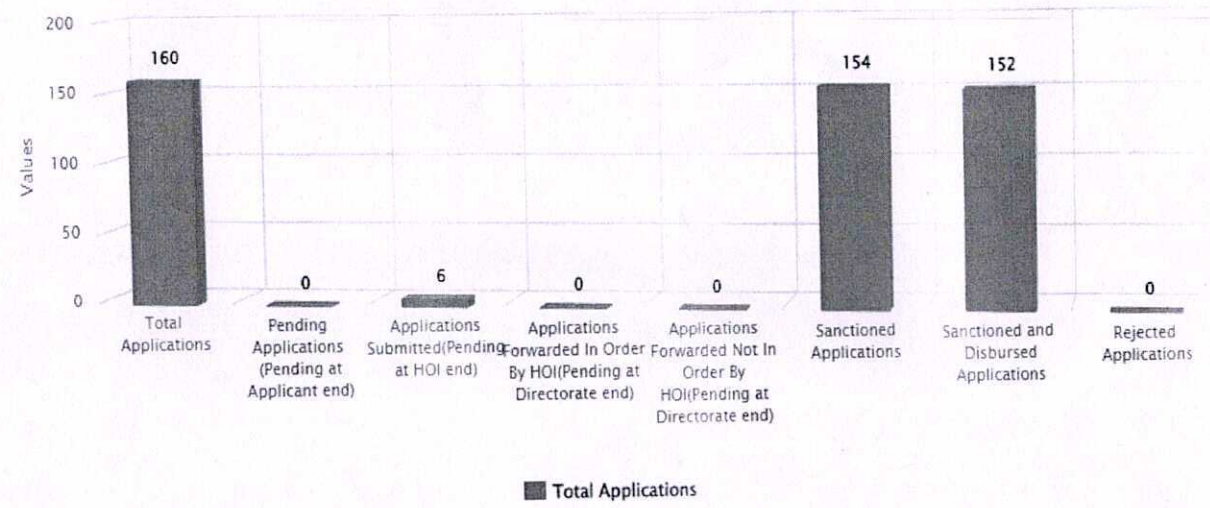 200
150
100
50
0
Values
160
0
6
0
0
154
152
0
Total
Applications
Pending
Applications
(Pending at
Applicant end)
Applications
Submitted(Pending
at HOI end)
Applications
Forwarded In Order
By HOI(Pending at
Directorate end)
Applications
Forwarded Not In
Order By
HOI(Pending at
Directorate end)
Sanctioned
Applications
Sanctioned and
Disbursed
Applications
Rejected
Applications
Total Applications